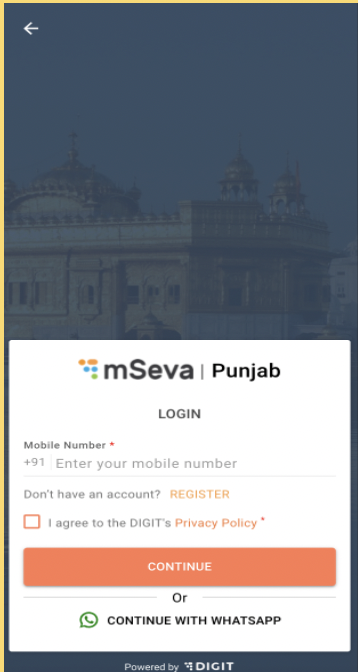 mSeva | Punjab
LOGIN
Mobile Number *
+91 Enter your mobile number
Don't have an account? REGISTER
I agree to the DIGIT's Privacy Policy *
CONTINUE
Or
CONTINUE WITH WHATSAPP
Powered by DIGIT